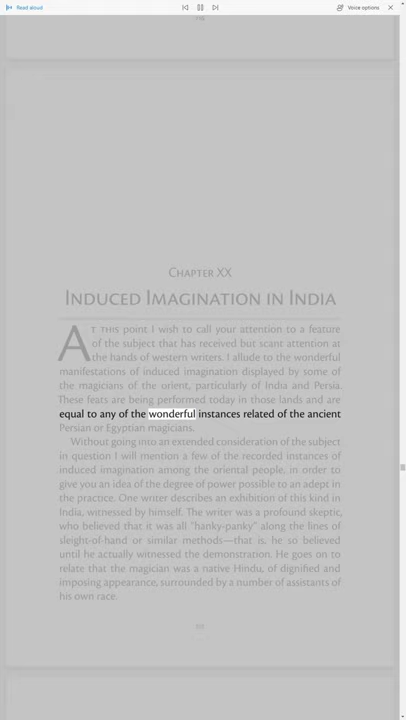 Read aloud
Voice options
CHAPTER XX
INDUCED IMAGINATION IN INDIA
AT THIS point I wish to call your attention to a feature
of the subject that has received but scant attention at
the hands of western writers. I allude to the wonderful
manifestations of induced imagination displayed by some of
the magicians of the orient, particularly of India and Persia.
These feats are being performed today in those lands and are
equal to any of the wonderful instances related of the ancient
Persian or Egyptian magicians.
Without going into an extended consideration of the subject
in question I will mention a few of the recorded instances of
induced imagination among the oriental people, in order to
give you an idea of the degree of power possible to an adept in
the practice. One writer describes an exhibition of this kind in
India, witnessed by himself. The writer was a profound skeptic,
who believed that it was all "hanky-panky" along the lines of
sleight-of-hand or similar methods—that is, he so believed
until he actually witnessed the demonstration. He goes on to
relate that the magician was a native Hindu, of dignified and
imposing appearance, surrounded by a number of assistants of
his own race.